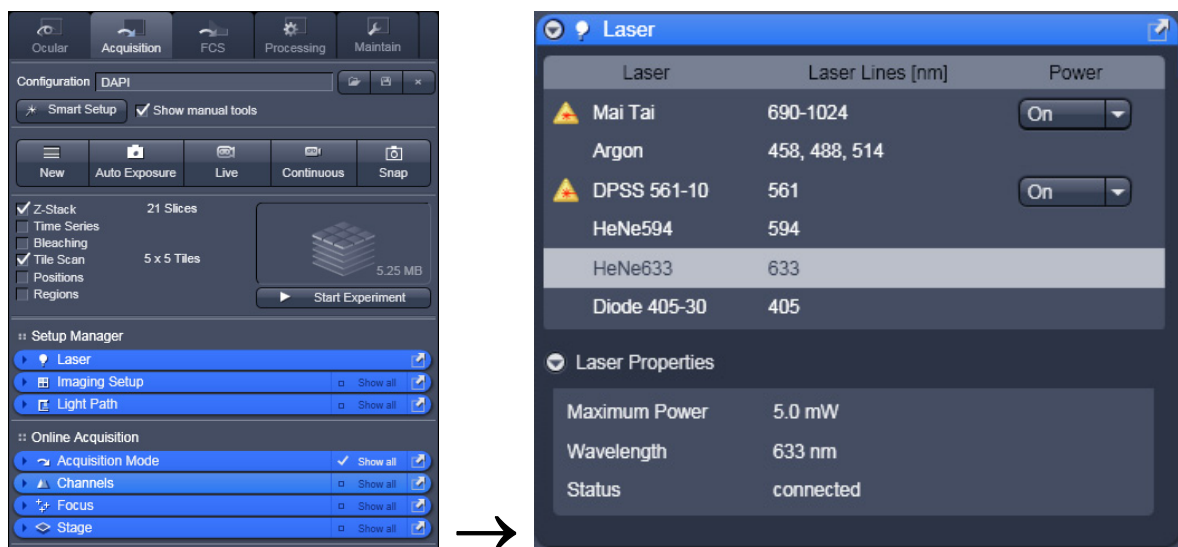 Ocular Acquisition FCS Processing Maintain
Configuration DAPI
Smart Setup Show manual tools
New Auto Exposure Live Continuous Snap
Z-Stack 21 Slices
Time Series
Bleaching
Tile Scan 5 x 5 Tiles
Positions
Regions
5.25 MB
Start Experiment
Setup Manager
Laser
Imaging Setup Show all
Light Path Show all
Online Acquisition
Acquisition Mode Show all
Channels Show all
Focus Show all
Stage Show all
Laser
Laser Laser Lines [nm] Power
Mai Tai 690-1024 On
Argon 458, 488, 514
DPSS 561-10 561 On
HeNe594 594
HeNe633 633
Diode 405-30 405
Laser Properties
Maximum Power 5.0 mW
Wavelength 633 nm
Status connected